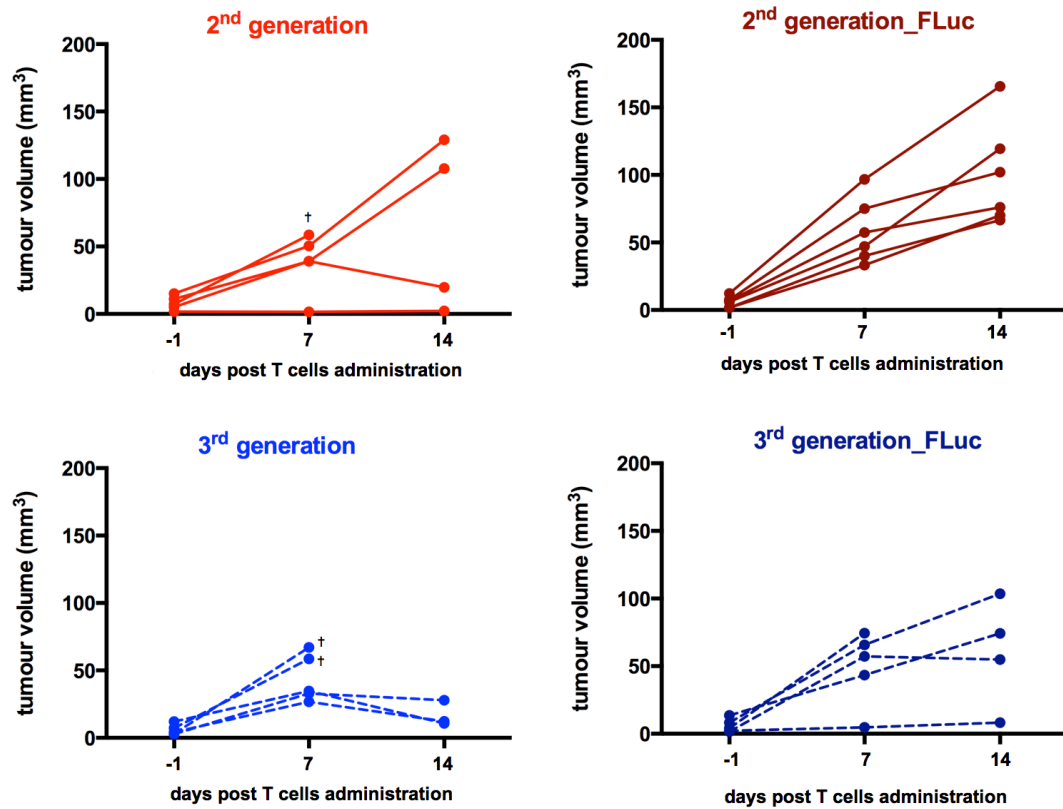 2nd generation
200
150
100
50
0
tumour volume (mm3)
†
-1 7 14
days post T cells administration
2nd generation_FLuc
200
150
100
50
0
tumour volume (mm3)
-1 7 14
days post T cells administration
3rd generation
200
150
100
50
0
tumour volume (mm3)
†
†
-1 7 14
days post T cells administration
3rd generation_FLuc
200
150
100
50
0
tumour volume (mm3)
-1 7 14
days post T cells administration